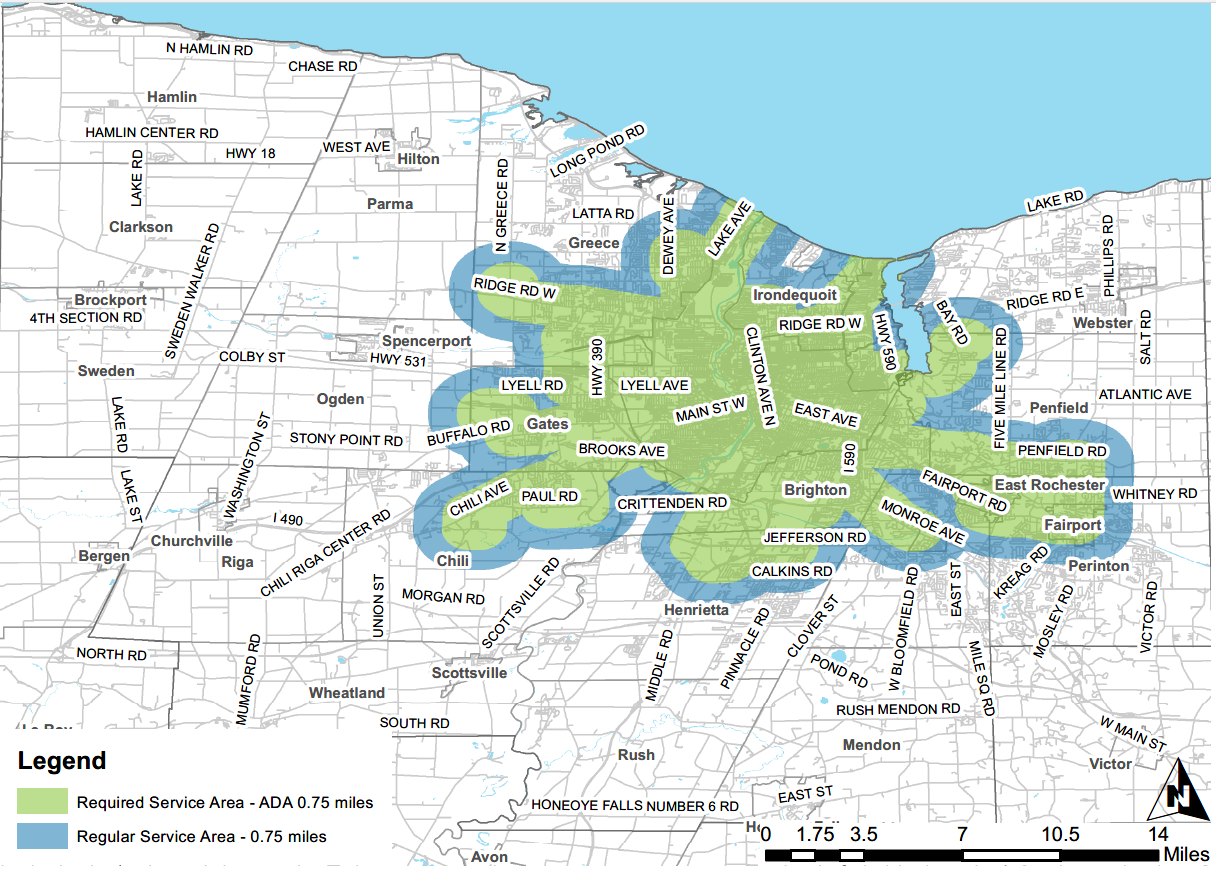 N HAMLIN RD
CHASE RD
Hamlin
HAMLIN CENTER RD
HWY 18
WEST AVE
Hilton
LONG POND RD
LAKE RD
N GREECE RD
Parma
LATTA RD
DEWEY AVE
LAKE AVE
LAKE RD
PHILLIPS RD
Clarkson
Greece
SWEDEN WALKER RD
RIDGE RD W
Irondequoit
Brockport
4TH SECTION RD
RIDGE RD E
BAY RD
Webster
RIDGE RD W
HWY 590
SALT RD
Spencerport
COLBY ST
HWY 531
HWY 390
CLINTON AVE N
FIVE MILE LINE RD
Sweden
LYELL RD
LYELL AVE
ATLANTIC AVE
Ogden
LAKE RD
MAIN ST W
EAST AVE
Penfield
WASHINGTON ST
STONY POINT RD
BUFFALO RD
Gates
BROOKS AVE
I 590
PENFIELD RD
LAKE ST
CHILI AVE
PAUL RD
CRITTENDEN RD
Brighton
FAIRPORT RD
East Rochester
WHITNEY RD
I 490
MONROE AVE
Fairport
Churchville
JEFFERSON RD
Bergen
Riga
CHILI RIGA CENTER RD
Chili
CALKINS RD
KREAG RD
Perinton
UNION ST
MORGAN RD
SCOTTSVILLE RD
Henrietta
EAST ST
W BLOOMFIELD RD
MOSLEY RD
VICTOR RD
NORTH RD
MUMFORD RD
MIDDLE RD
PINNACLE RD
CLOVER ST
POND RD
MILE SQ RD
Scottsville
Wheatland
SOUTH RD
RUSH MENDON RD
W MAIN ST
Rush
Mendon
Victor
HONEOYE FALLS NUMBER 6 RD
EAST ST
Avon
Legend
Required Service Area - ADA 0.75 miles
Regular Service Area - 0.75 miles
N
0 1.75 3.5 7 10.5 14
Miles